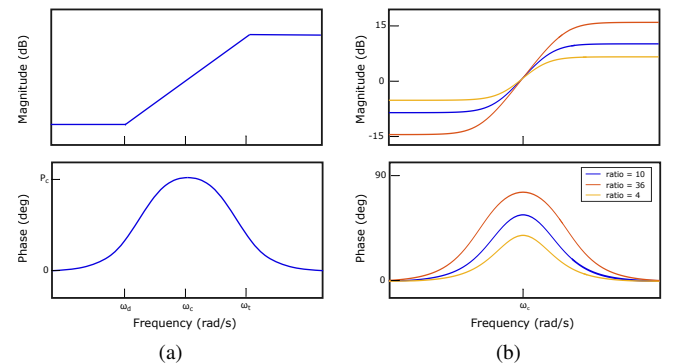 Magnitude (dB)
Phase (deg)
P_c
0
ω_d
ω_c
ω_t
Frequency (rad/s)
(a)
Magnitude (dB)
15
0
-15
Phase (deg)
90
0
ratio = 10
ratio = 36
ratio = 4
ω_c
Frequency (rad/s)
(b)